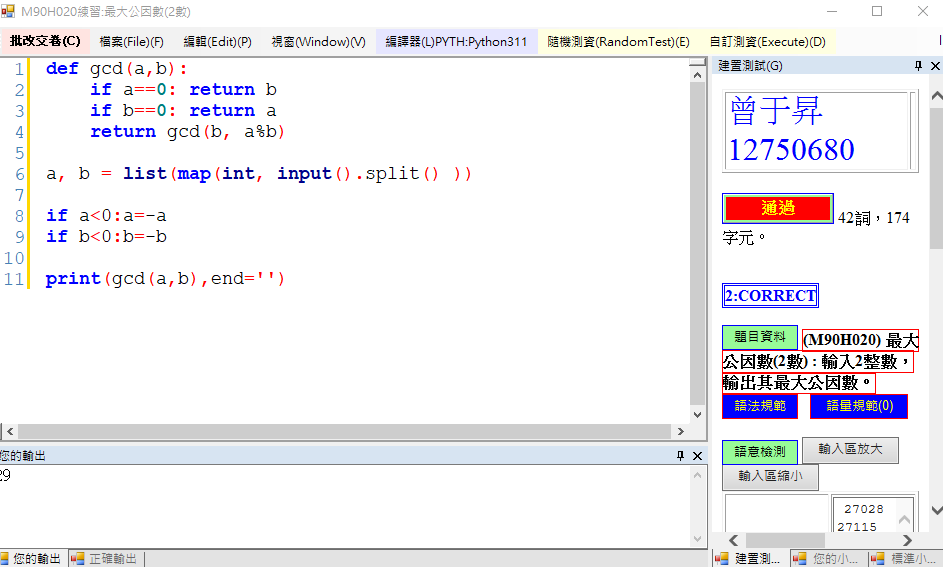 M90H020練習:最大公因數(2數)
批改交卷(C) 檔案(File)(F) 編輯(Edit)(P) 視窗(Window)(V) 編譯器(L)PYTH:Python311 隨機測資(RandomTest)(E) 自訂測資(Execute)(D)
1 def gcd(a,b):
2 if a==0: return b
3 if b==0: return a
4 return gcd(b, a%b)
5
6 a, b = list(map(int, input().split() ))
7
8 if a<0:a=-a
9 if b<0:b=-b
10
11 print(gcd(a,b),end='')
您的輸出
29
您的輸出 正確輸出
建置測試(G)
曾于昇
12750680
通過 42詞，174
字元。
2:CORRECT
題目資料 (M90H020) 最大
公因數(2數) : 輸入2整數，
輸出其最大公因數。
語法規範 語量規範(0)
語意檢測 輸入區放大
輸入區縮小
27028
27115
建置測... 您的小... 標準小...